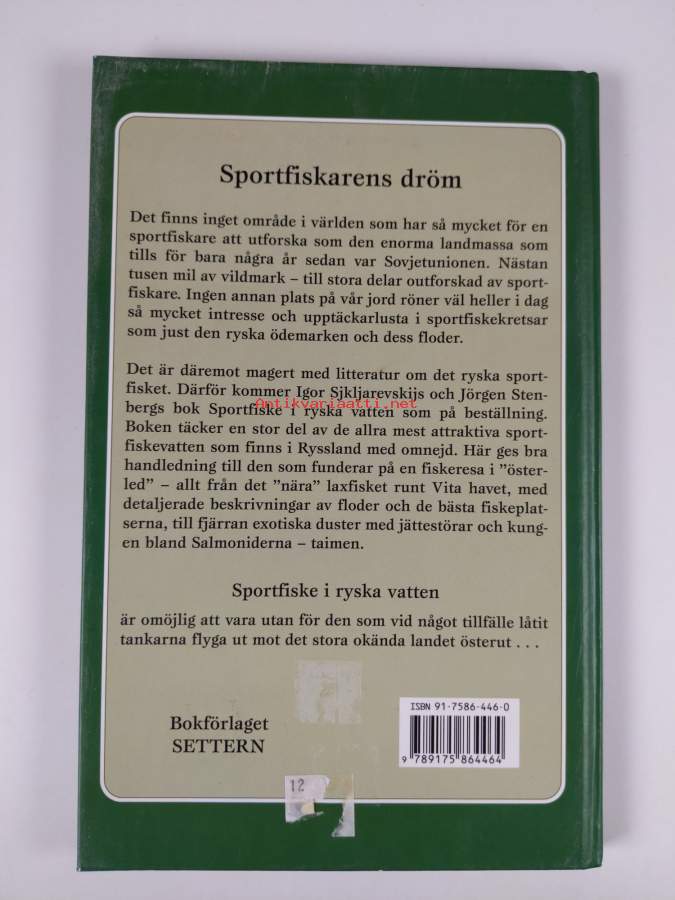 Sportfiskarens dröm
Det finns inget område i världen som har så mycket för en
sportfiskare att utforska som den enorma landmassa som
tills för bara några år sedan var Sovjetunionen. Nästan
tusen mil av vildmark – till stora delar outforskad av sport-
fiskare. Ingen annan plats på vår jord röner väl heller i dag
så mycket intresse och upptäckarlusta i sportfiskekretsar
som just den ryska ödemarken och dess floder.
Det är däremot magert med litteratur om det ryska sport-
fisket. Därför kommer Igor Sjkljarevskijs och Jörgen Sten-
bergs bok Sportfiske i ryska vatten som på beställning.
Antikvariaatti.net
Boken täcker en stor del av de allra mest attraktiva sport-
fiskevatten som finns i Ryssland med omnejd. Här ges bra
handledning till den som funderar på en fiskeresa i ”öster-
led” – allt från det ”nära” laxfisket runt Vita havet, med
detaljerade beskrivningar av floder och de bästa fiskeplat-
serna, till fjärran exotiska duster med jättestörar och kung-
en bland Salmoniderna – taimen.
Sportfiske i ryska vatten
är omöjlig att vara utan för den som vid något tillfälle låtit
tankarna flyga ut mot det stora okända landet österut . . .
Bokförlaget
SETTERN
ISBN 91-7586-446-0
9 789175 864464
12